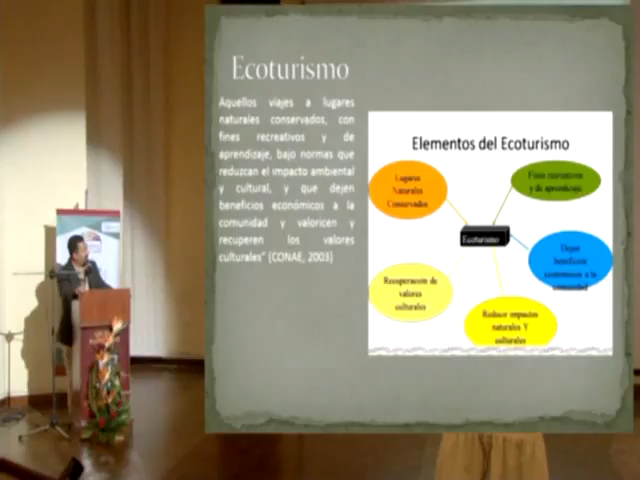 Ecoturismo
Aquellos viajes a lugares
naturales conservados, con
fines recreativos y de
aprendizaje, bajo normas que
reduzcan el impacto ambiental
y cultural, y que dejen
beneficios económicos a la
comunidad y valoricen y
recuperen los valores
culturales" (CONAE, 2003)
Elementos del Ecoturismo
Lugares
Naturales
Conservados
Fines recreativos
y de aprendizaje
Ecoturismo
Dejar
beneficios
económicos a la
comunidad
Recuperación de
valores
culturales
Reducir impactos
naturales Y
culturales